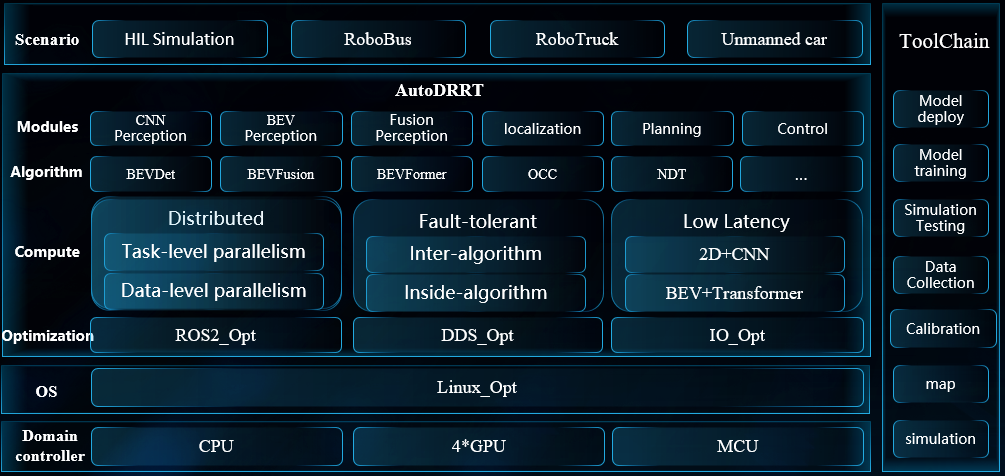 Scenario
HIL Simulation
RoboBus
RoboTruck
Unmanned car
AutoDRRT
Modules
CNN
Perception
BEV
Perception
Fusion
Perception
localization
Planning
Control
Algorithm
BEVDet
BEVFusion
BEVFormer
OCC
NDT
...
Compute
Distributed
Task-level parallelism
Data-level parallelism
Fault-tolerant
Inter-algorithm
Inside-algorithm
Low Latency
2D+CNN
BEV+Transformer
Optimization
ROS2_Opt
DDS_Opt
IO_Opt
OS
Linux_Opt
Domain
controller
CPU
4*GPU
MCU
ToolChain
Model
deploy
Model
training
Simulation
Testing
Data
Collection
Calibration
map
simulation